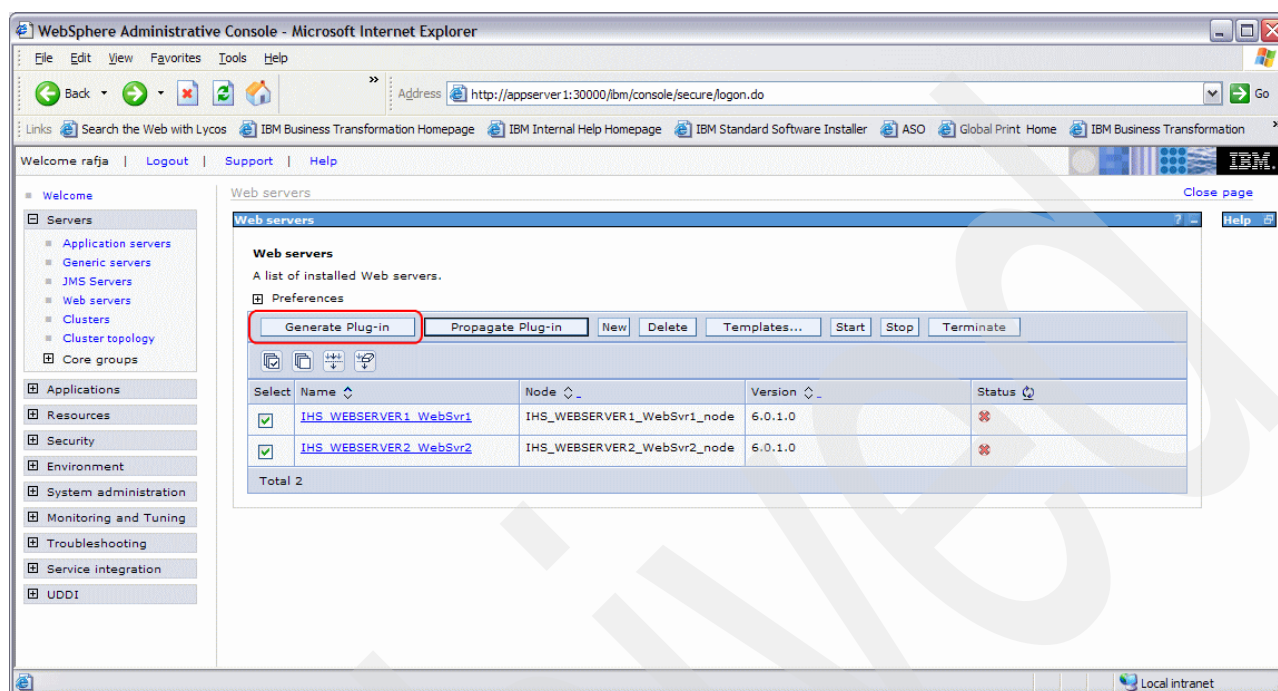 WebSphere Administrative Console - Microsoft Internet Explorer
File Edit View Favorites Tools Help
Back Address http://appserver1:30000/ibm/console/secure/logon.do Go
Links Search the Web with Lycos IBM Business Transformation Homepage IBM Internal Help Homepage IBM Standard Software Installer ASO Global Print Home IBM Business Transformation
Welcome rafja | Logout | Support | Help IBM.
Welcome
Servers
Application servers
Generic servers
JMS Servers
Web servers
Clusters
Cluster topology
Core groups
Applications
Resources
Security
Environment
System administration
Monitoring and Tuning
Troubleshooting
Service integration
UDDI
Web servers Close page
Web servers ? - Help
Web servers
A list of installed Web servers.
Preferences
Generate Plug-in Propagate Plug-in New Delete Templates... Start Stop Terminate
Select Name Node Version Status
IHS_WEBSERVER1_WebSvr1 IHS_WEBSERVER1_WebSvr1_node 6.0.1.0
IHS_WEBSERVER2_WebSvr2 IHS_WEBSERVER2_WebSvr2_node 6.0.1.0
Total 2
Local intranet